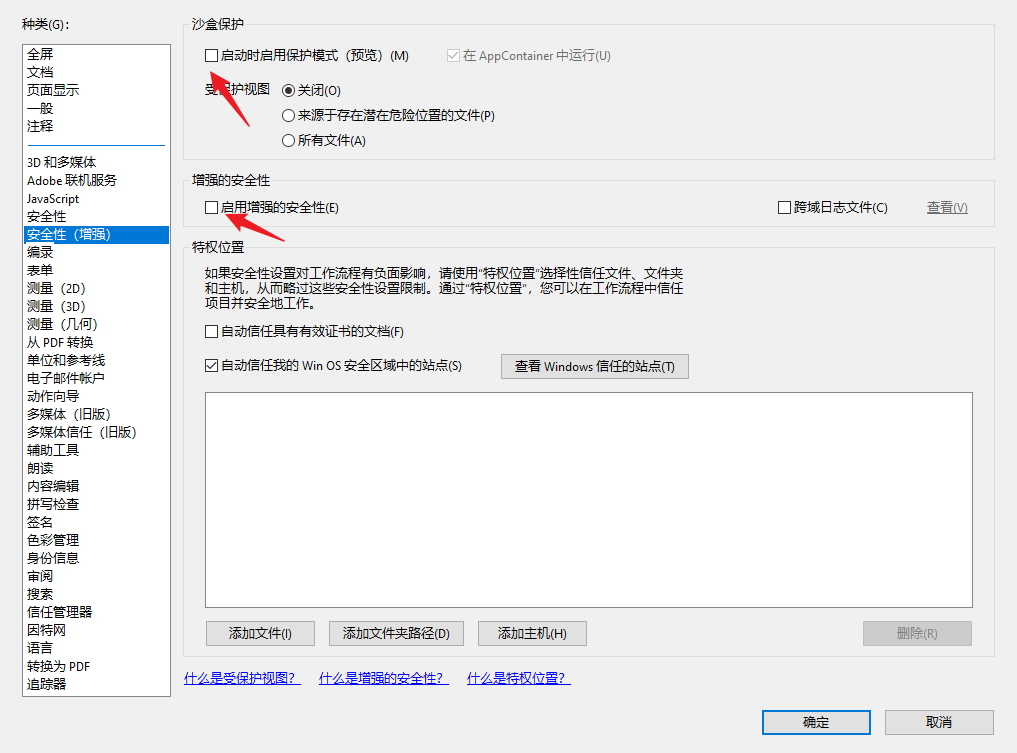 种类(G):
全屏
文档
页面显示
一般
注释
3D 和多媒体
Adobe 联机服务
JavaScript
安全性
安全性（增强）
编录
表单
测量（2D）
测量（3D）
测量（几何）
从 PDF 转换
单位和参考线
电子邮件帐户
动作向导
多媒体（旧版）
多媒体信任（旧版）
辅助工具
朗读
内容编辑
拼写检查
签名
色彩管理
身份信息
审阅
搜索
信任管理器
因特网
语言
转换为 PDF
追踪器
沙盒保护
启动时启用保护模式（预览）(M)
在 AppContainer 中运行(U)
受保护视图
关闭(O)
来源于存在潜在危险位置的文件(P)
所有文件(A)
增强的安全性
启用增强的安全性(E)
跨域日志文件(C)
查看(V)
特权位置
如果安全性设置对工作流程有负面影响，请使用“特权位置”选择性信任文件、文件夹
和主机，从而略过这些安全性设置限制。通过“特权位置”，您可以在工作流程中信任
项目并安全地工作。
自动信任具有有效证书的文档(F)
自动信任我的 Win OS 安全区域中的站点(S)
查看 Windows 信任的站点(T)
添加文件(I)
添加文件夹路径(D)
添加主机(H)
删除(R)
什么是受保护视图？
什么是增强的安全性？
什么是特权位置？
确定
取消